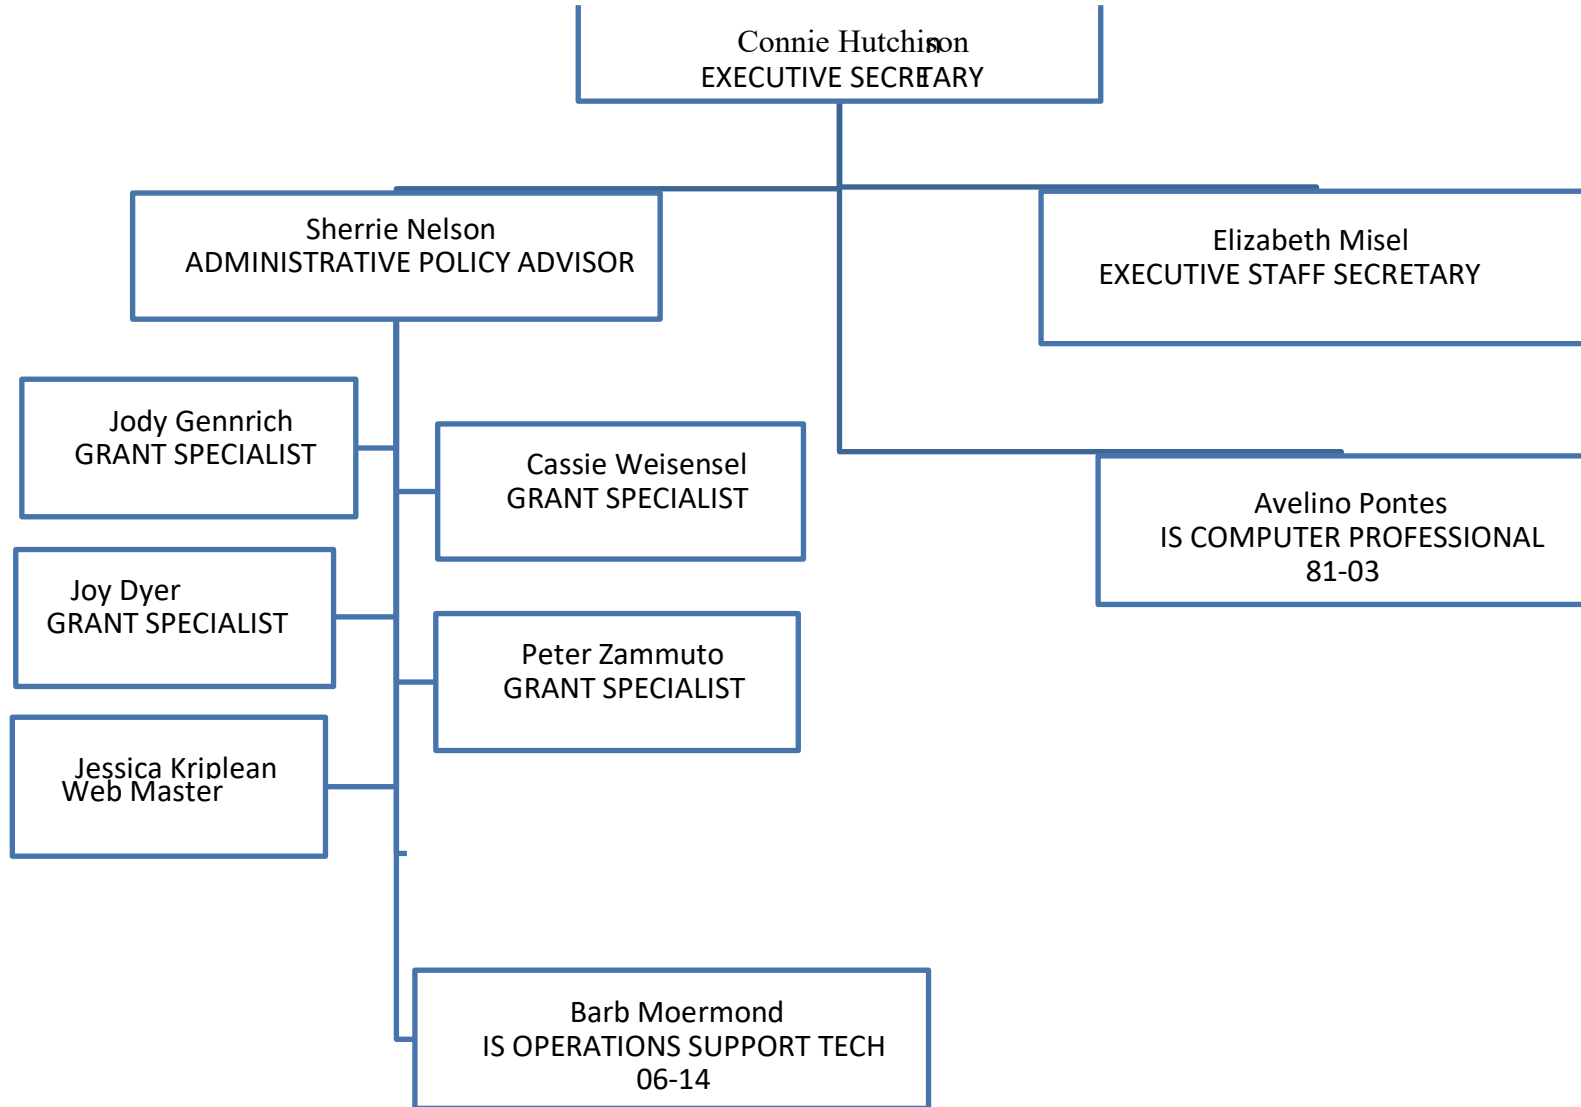 Connie Hutchison
EXECUTIVE SECRETARY
Sherrie Nelson
ADMINISTRATIVE POLICY ADVISOR
Elizabeth Misel
EXECUTIVE STAFF SECRETARY
Jody Gennrich
GRANT SPECIALIST
Cassie Weisensel
GRANT SPECIALIST
Avelino Pontes
IS COMPUTER PROFESSIONAL
81-03
Joy Dyer
GRANT SPECIALIST
Peter Zammuto
GRANT SPECIALIST
Jessica Kriplean
Web Master
Barb Moermond
IS OPERATIONS SUPPORT TECH
06-14